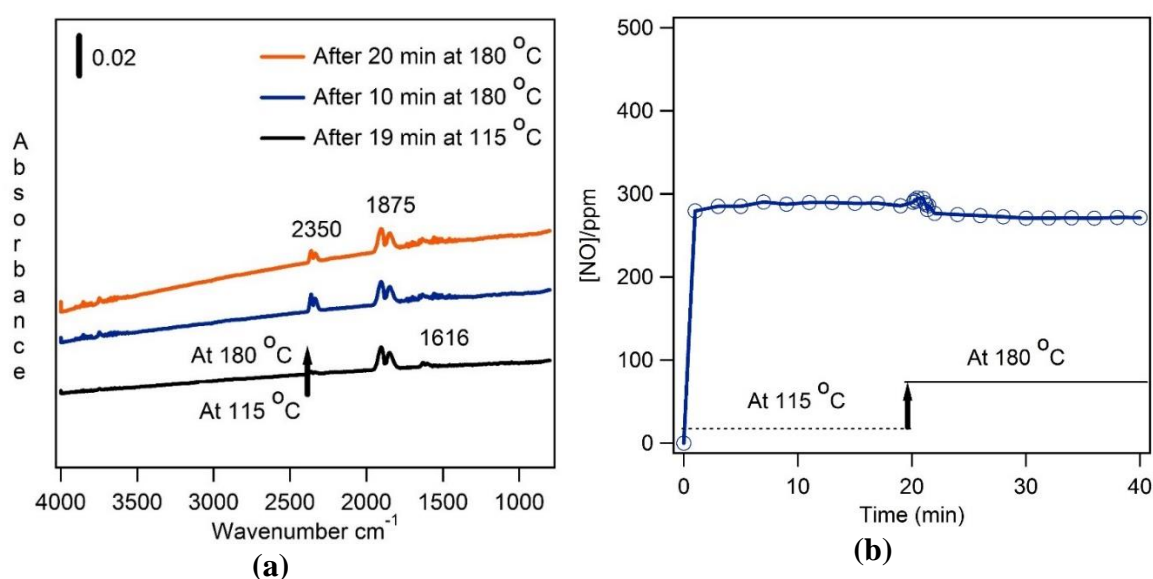 0.02
After 20 min at 180 °C
After 10 min at 180 °C
After 19 min at 115 °C
Absorbance
2350
1875
1616
At 180 °C
At 115 °C
4000 3500 3000 2500 2000 1500 1000
Wavenumber cm-1
(a)
500
400
300
200
100
0
[NO]/ppm
At 115 °C
At 180 °C
0 10 20 30 40
Time (min)
(b)